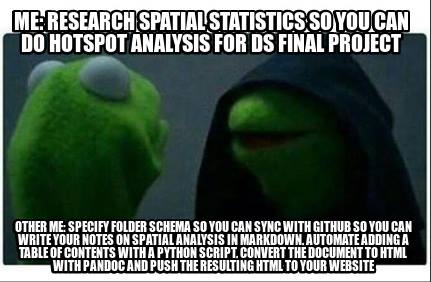 ME: RESEARCH SPATIAL STATISTICS SO YOU CAN
DO HOTSPOT ANALYSIS FOR DS FINAL PROJECT
OTHER ME: SPECIFY FOLDER SCHEMA SO YOU CAN SYNC WITH GITHUB SO YOU CAN
WRITE YOUR NOTES ON SPATIAL ANALYSIS IN MARKDOWN. AUTOMATE ADDING A
TABLE OF CONTENTS WITH A PYTHON SCRIPT. CONVERT THE DOCUMENT TO HTML
WITH PANDOC AND PUSH THE RESULTING HTML TO YOUR WEBSITE